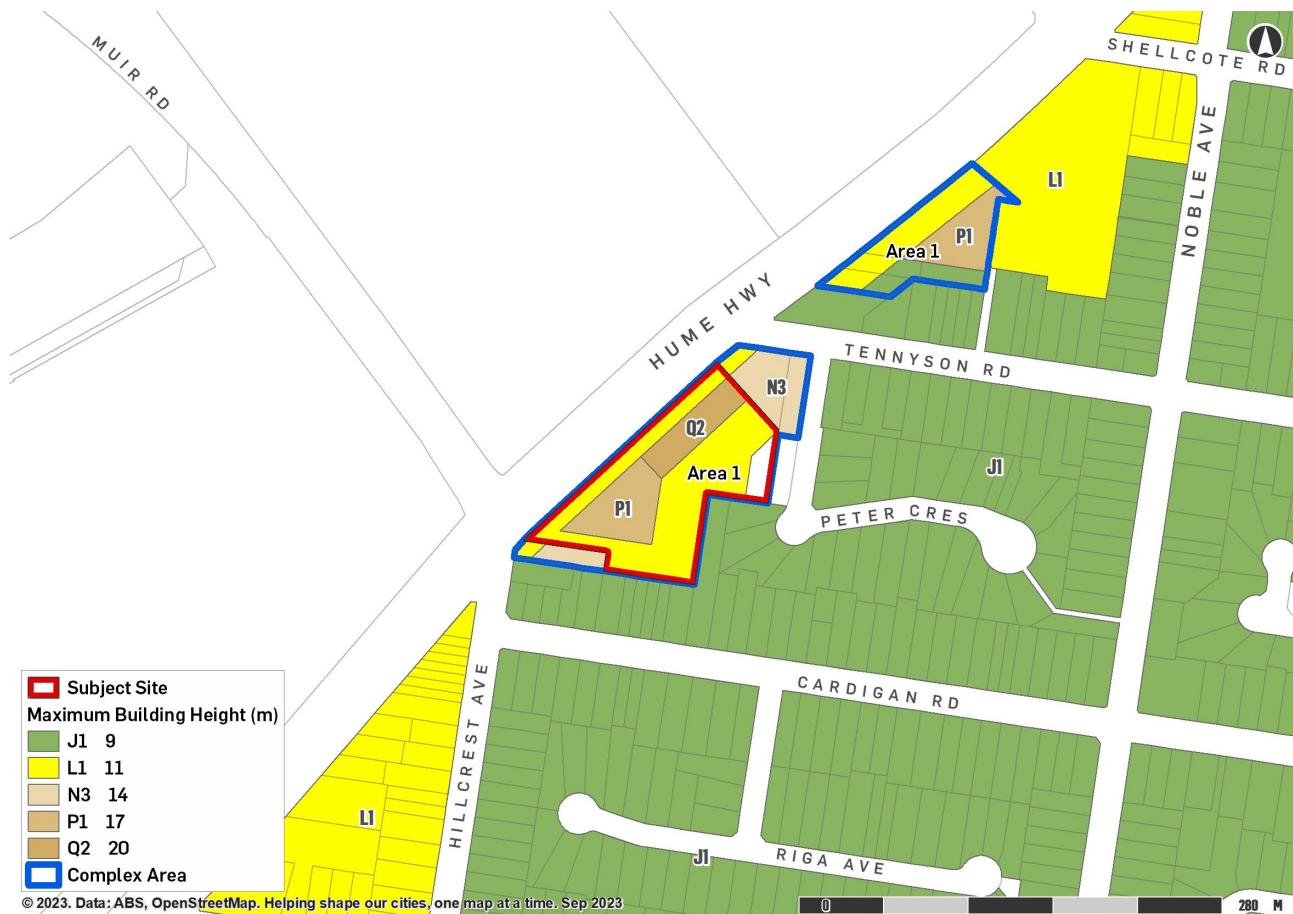 MUIR RD
SHELLCOTE RD
NOBLE AVE
L1
P1
Area 1
HUME HWY
TENNYSON RD
N3
Q2
Area 1
J1
P1
PETER CRES
CARDIGAN RD
HILLCREST AVE
L1
J1
RIGA AVE
Subject Site
Maximum Building Height (m)
J1 9
L1 11
N3 14
P1 17
Q2 20
Complex Area
© 2023. Data: ABS, OpenStreetMap. Helping shape our cities, one map at a time. Sep 2023
0 280 M